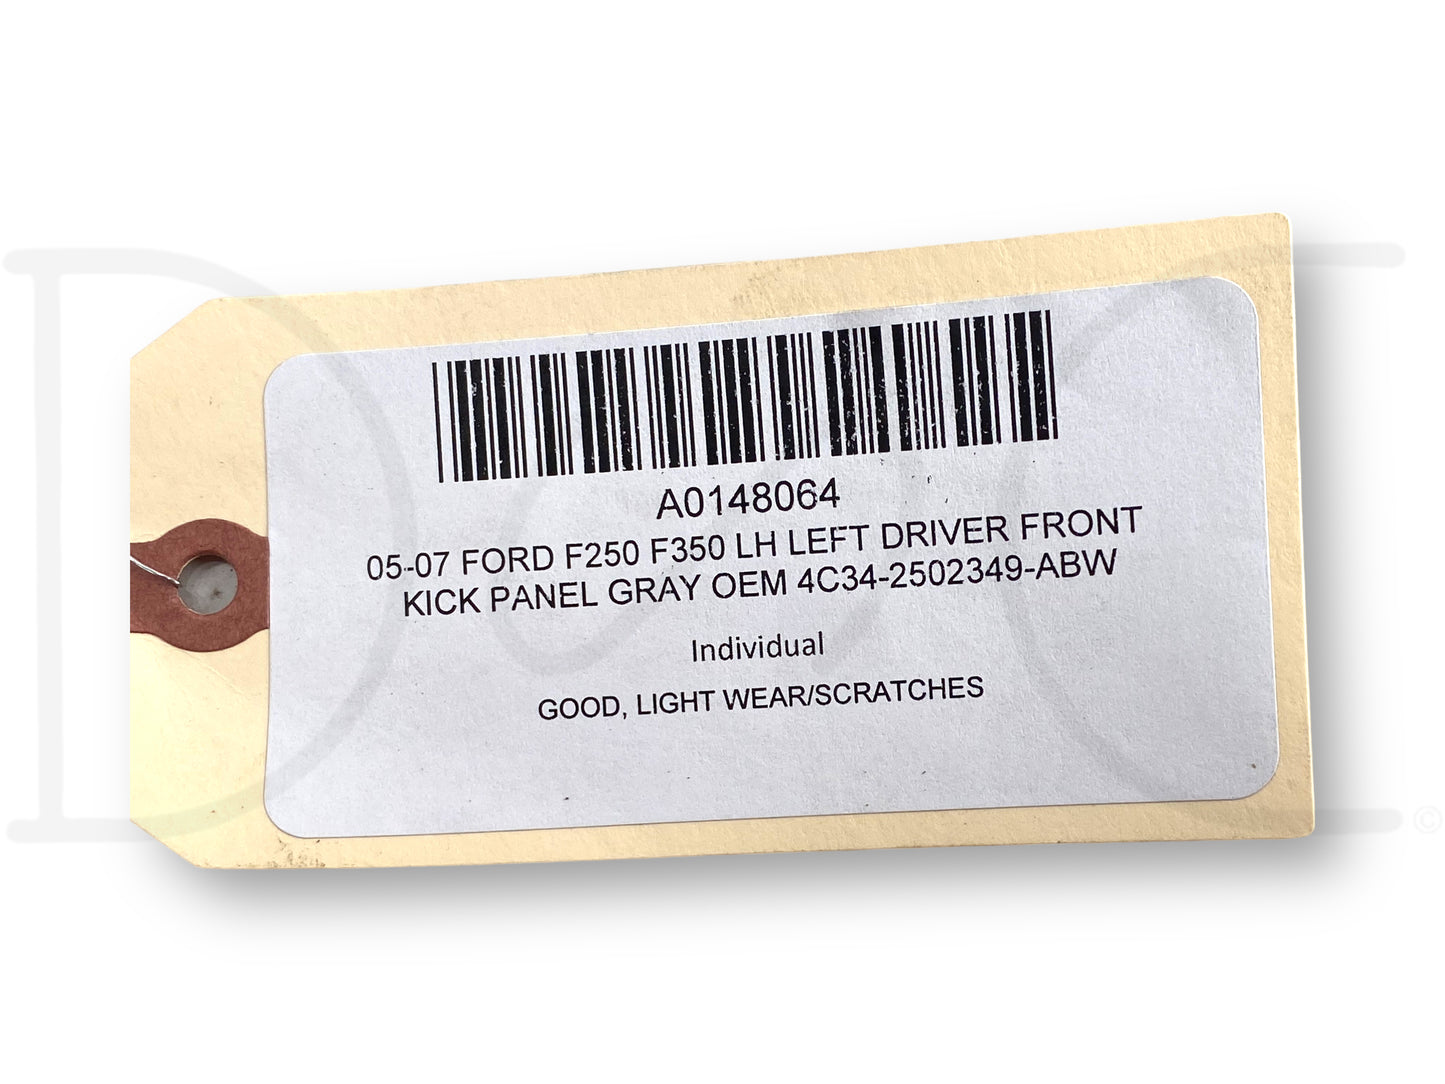 A0148064
05-07 FORD F250 F350 LH LEFT DRIVER FRONT
KICK PANEL GRAY OEM 4C34-2502349-ABW
Individual
GOOD, LIGHT WEAR/SCRATCHES